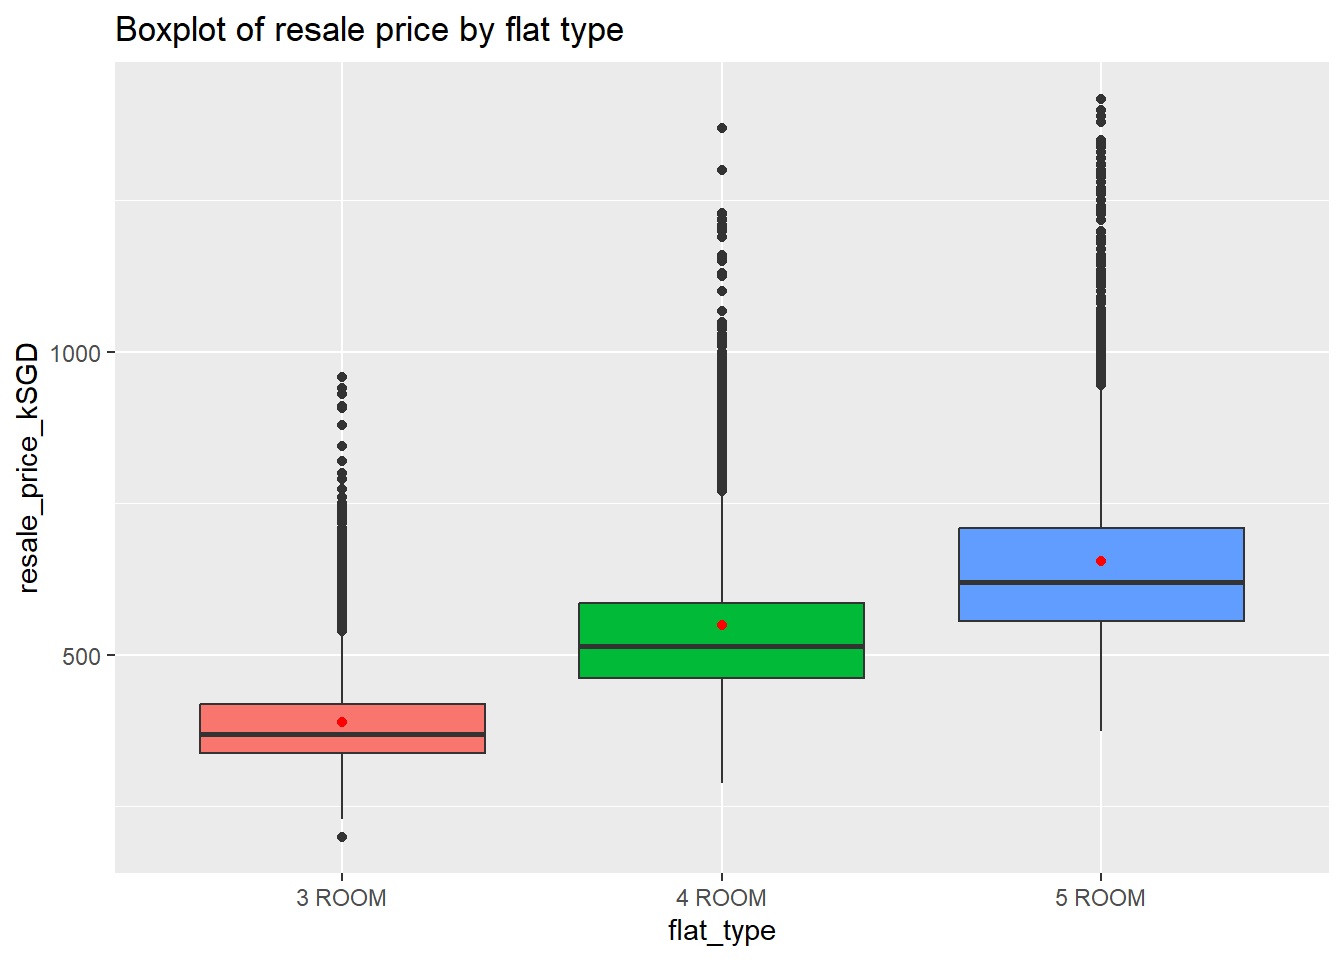 Boxplot of resale price by flat type
resale_price_kSGD
1000
500
3 ROOM
4 ROOM
5 ROOM
flat_type